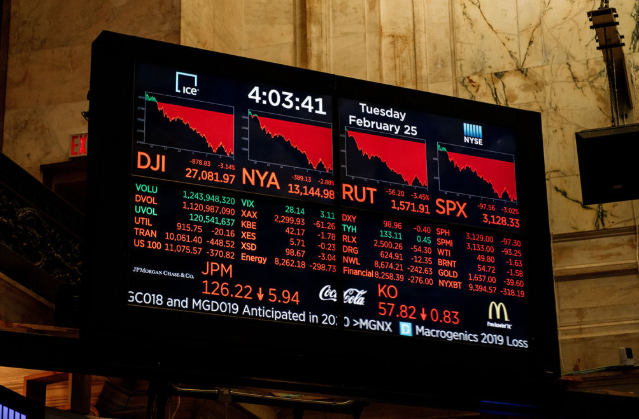 ICE
4:03:41
Tuesday
February 25
NYSE
DJI -878.83 -3.14%
27,081.97
NYA -389.13 -2.88%
13,144.98
RUT -56.20 -3.45%
1,571.91
SPX -97.56 -3.02%
3,128.33
VOLU 1,243,948,320 VIX 28.14 3.11 DXY 98.96 -0.40 SPH 3,129.00 -97.30
DVOL 1,120,987,090 XAX 2,299.93 -61.26 TYH 133.11 0.45 SPMI 3,133.00 -93.25
UVOL 120,541,637 KBE 42.17 -1.78 RLX 2,500.26 -54.30 WTI 49.80 -1.63
UTIL 915.75 -20.16 XES 5.71 -0.23 DRG 624.91 -12.35 BRNT 54.72 -1.58
TRAN 10,061.40 -448.52 XSD 98.67 -3.04 NWL 8,674.21 -242.63 GOLD 1,637.00 -39.60
US 100 11,075.57 -370.82 Energy 8,262.18 -298.73 Financial 8,258.39 -276.00 NYXBT 9,394.57 -318.19
JPMORGAN CHASE & CO. JPM
126.22 5.94
Coca-Cola KO
57.82 0.83
McDonald's
GC018 and MGD019 Anticipated in 20
0 >MGNX Macrogenics 2019 Loss